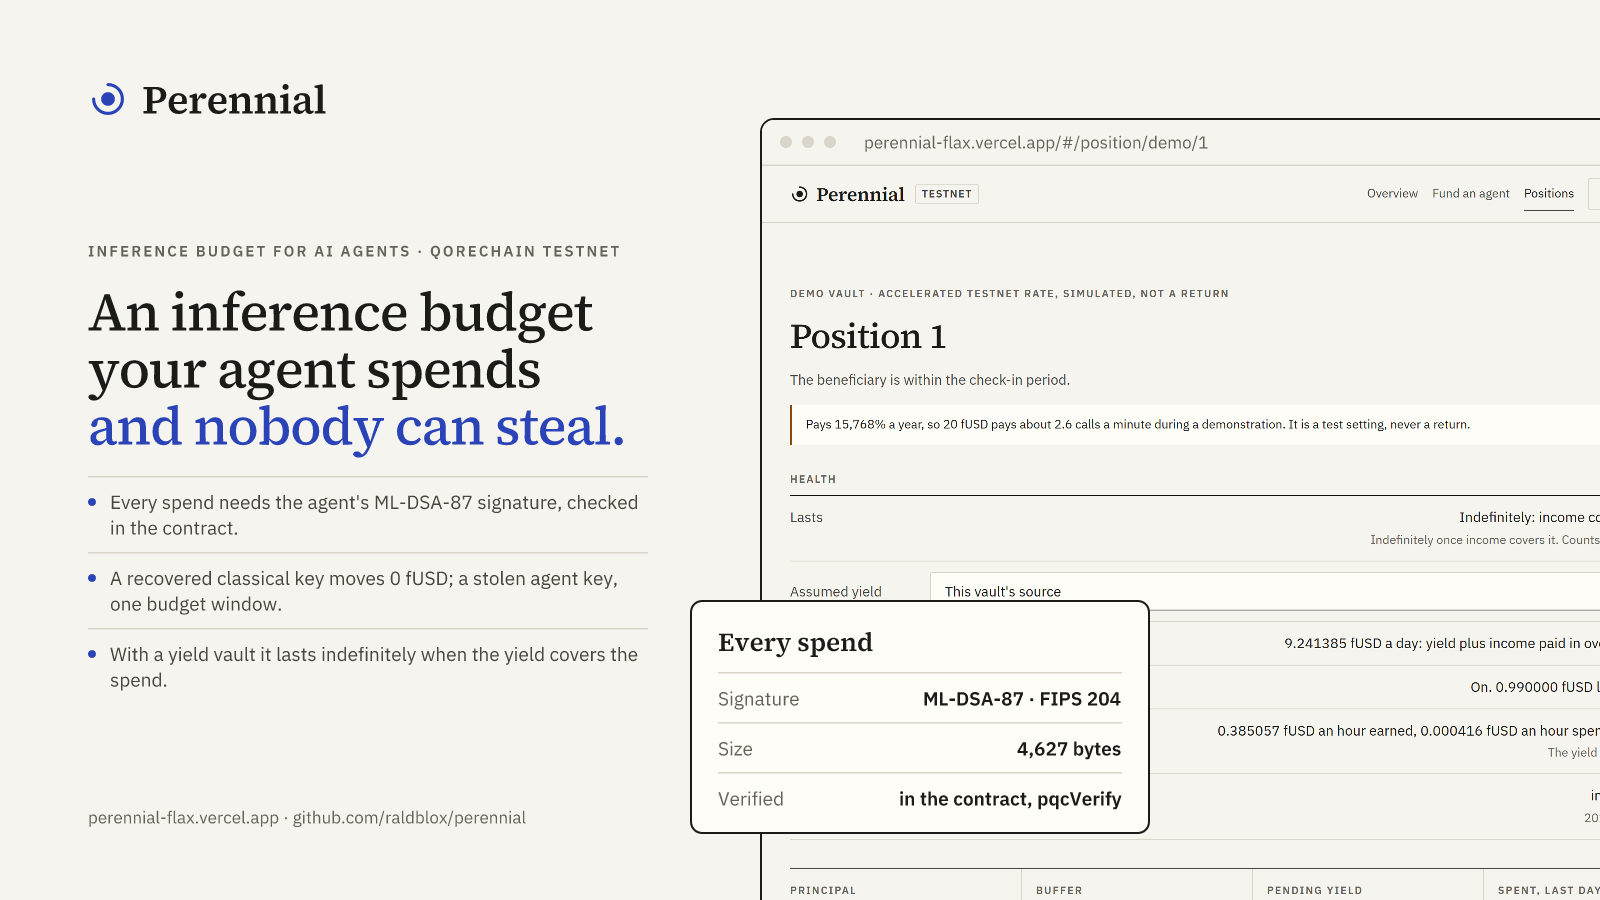 Perennial
INFERENCE BUDGET FOR AI AGENTS · QORECHAIN TESTNET
An inference budget
your agent spends
and nobody can steal.
Every spend needs the agent's ML-DSA-87 signature, checked
in the contract.
A recovered classical key moves 0 fUSD; a stolen agent key,
one budget window.
With a yield vault it lasts indefinitely when the yield covers the
spend.
perennial-flax.vercel.app · github.com/raldblox/perennial
perennial-flax.vercel.app/#/position/demo/1
Perennial TESTNET
Overview Fund an agent Positions
DEMO VAULT · ACCELERATED TESTNET RATE, SIMULATED, NOT A RETURN
Position 1
The beneficiary is within the check-in period.
Pays 15,768% a year, so 20 fUSD pays about 2.6 calls a minute during a demonstration. It is a test setting, never a return.
HEALTH
Lasts
Indefinitely: income
Indefinitely once income covers it. Counts
Assumed yield
This vault's source
9.241385 fUSD a day: yield plus income paid in
On. 0.990000 fUSD
0.385057 fUSD an hour earned, 0.000416 fUSD an hour
The yield
Every spend
Signature ML-DSA-87 · FIPS 204
Size 4,627 bytes
Verified in the contract, pqcVerify
PRINCIPAL
BUFFER
PENDING YIELD
SPENT, LAST DAY